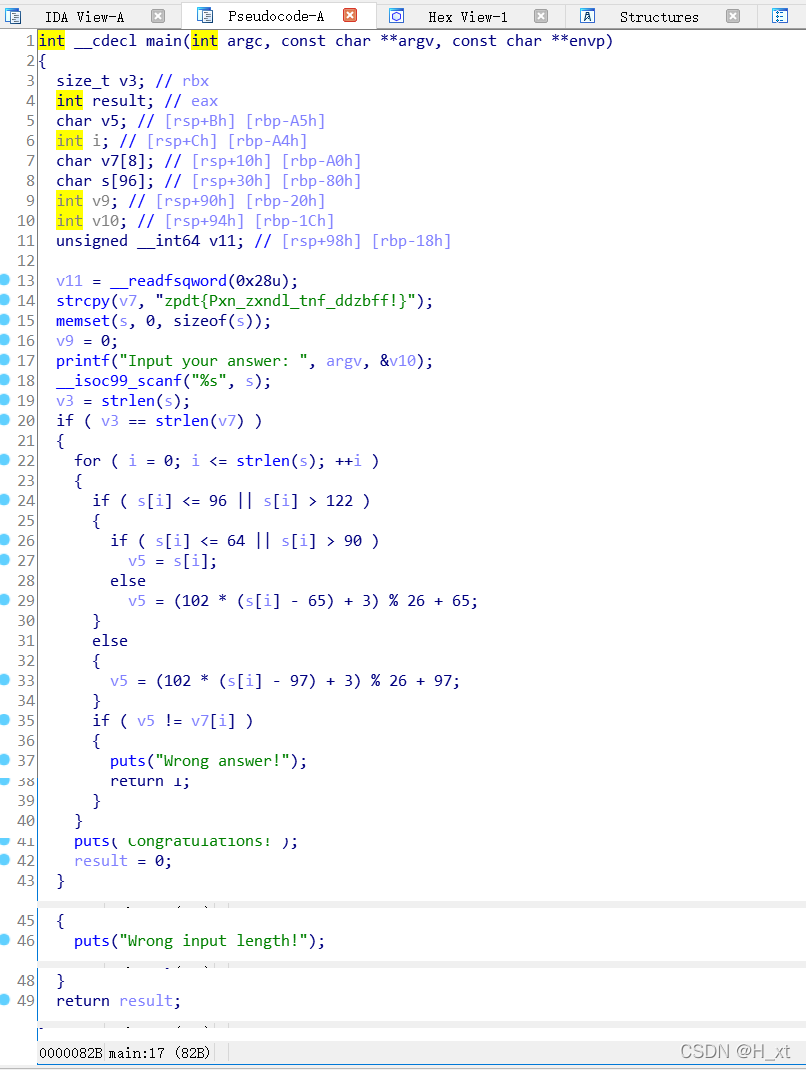 IDA View-A Pseudocode-A Hex View-1 Structures
1 int __cdecl main(int argc, const char **argv, const char **envp)
2 {
3 size_t v3; // rbx
4 int result; // eax
5 char v5; // [rsp+Bh] [rbp-A5h]
6 int i; // [rsp+Ch] [rbp-A4h]
7 char v7[8]; // [rsp+10h] [rbp-A0h]
8 char s[96]; // [rsp+30h] [rbp-80h]
9 int v9; // [rsp+90h] [rbp-20h]
10 int v10; // [rsp+94h] [rbp-1Ch]
11 unsigned __int64 v11; // [rsp+98h] [rbp-18h]
12
13 v11 = __readfsqword(0x28u);
14 strcpy(v7, "zpdt{Pxn_zxndl_tnf_ddzbff!}");
15 memset(s, 0, sizeof(s));
16 v9 = 0;
17 printf("Input your answer: ", argv, &v10);
18 __isoc99_scanf("%s", s);
19 v3 = strlen(s);
20 if ( v3 == strlen(v7) )
21 {
22 for ( i = 0; i <= strlen(s); ++i )
23 {
24 if ( s[i] <= 96 || s[i] > 122 )
25 {
26 if ( s[i] <= 64 || s[i] > 90 )
27 v5 = s[i];
28 else
29 v5 = (102 * (s[i] - 65) + 3) % 26 + 65;
30 }
31 else
32 {
33 v5 = (102 * (s[i] - 97) + 3) % 26 + 97;
34 }
35 if ( v5 != v7[i] )
36 {
37 puts("Wrong answer!");
38 return 1;
39 }
40 }
41 puts("Congratulations!");
42 result = 0;
43 }
45 {
46 puts("Wrong input length!");
48 }
49 return result;
0000082B main:17 (82B)
CSDN @H_xt